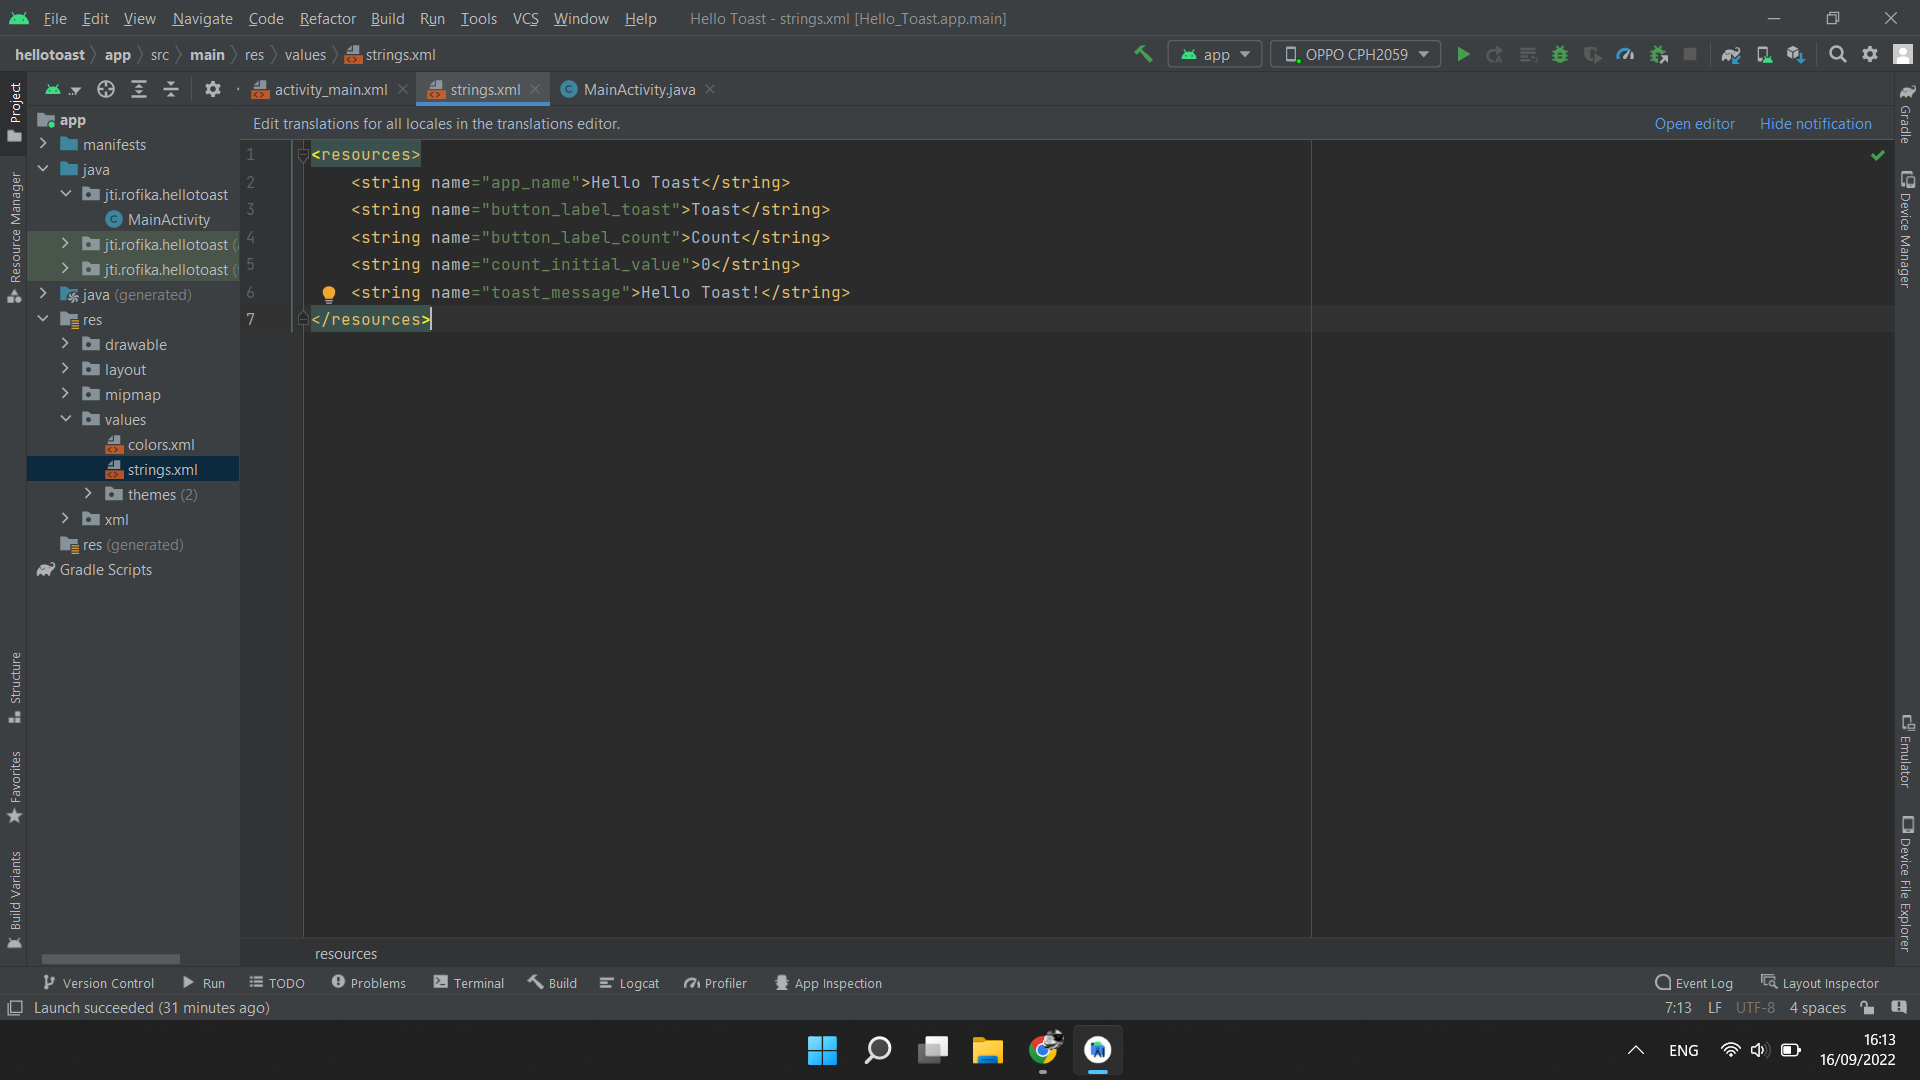 File Edit View Navigate Code Refactor Build Run Tools VCS Window Help Hello Toast - strings.xml [Hello_Toast.app.main]
hellotoast app src main res values strings.xml app OPPO CPH2059
activity_main.xml strings.xml MainActivity.java
Edit translations for all locales in the translations editor. Open editor Hide notification
Project
Resource Manager
Structure
Favorites
Build Variants
app
manifests
java
jti.rofika.hellotoast
MainActivity
jti.rofika.hellotoast (
jti.rofika.hellotoast (
java (generated)
res
drawable
layout
mipmap
values
colors.xml
strings.xml
themes (2)
xml
res (generated)
Gradle Scripts
1 <resources>
2 <string name="app_name">Hello Toast</string>
3 <string name="button_label_toast">Toast</string>
4 <string name="button_label_count">Count</string>
5 <string name="count_initial_value">0</string>
6 <string name="toast_message">Hello Toast!</string>
7 </resources>
Gradle
Device Manager
Emulator
Device File Explorer
resources
Version Control Run TODO Problems Terminal Build Logcat Profiler App Inspection Event Log Layout Inspector
Launch succeeded (31 minutes ago) 7:13 LF UTF-8 4 spaces
ENG 16:13
16/09/2022